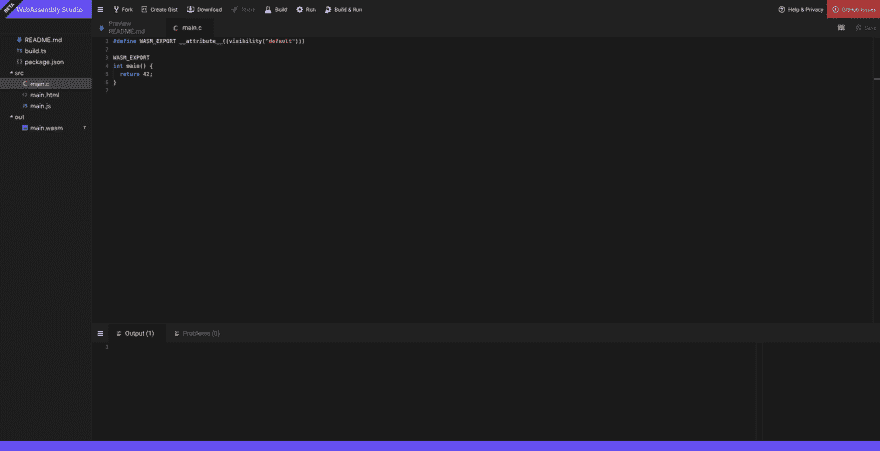 BETA
WebAssembly Studio
Fork
Create Gist
Download
Share
Build
Run
Build & Run
Help & Privacy
GitHub Issues
Preview
README.md
main.c
Save
README.md
build.ts
package.json
src
main.c
main.html
main.js
out
main.wasm
1 #define WASM_EXPORT __attribute__((visibility("default")))
2
3 WASM_EXPORT
4 int main() {
5 return 42;
6 }
7
Output (1)
Problems (0)
1